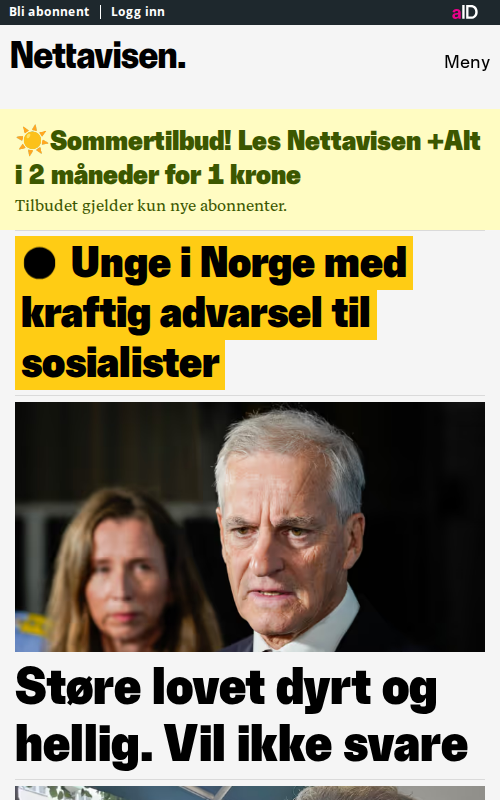 Bli abonnent | Logg inn
aID
Nettavisen.
Meny
☀️Sommertilbud! Les Nettavisen +Alt
i 2 måneder for 1 krone
Tilbudet gjelder kun nye abonnenter.
● Unge i Norge med
kraftig advarsel til
sosialister
Støre lovet dyrt og
hellig. Vil ikke svare